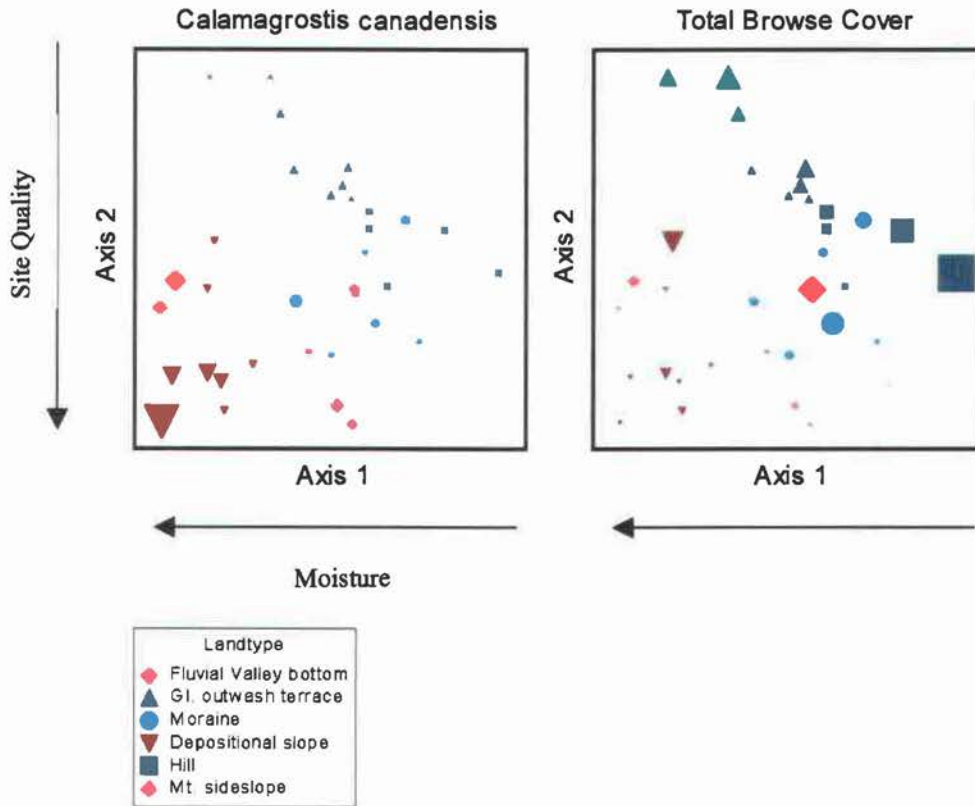 Calamagrostis canadensis
Total Browse Cover
Site Quality
Axis 2
Axis 2
Axis 1
Axis 1
Moisture
Landtype
Fluvial Valley bottom
Gl. outwash terrace
Moraine
Depositional slope
Hill
Mt. sideslope